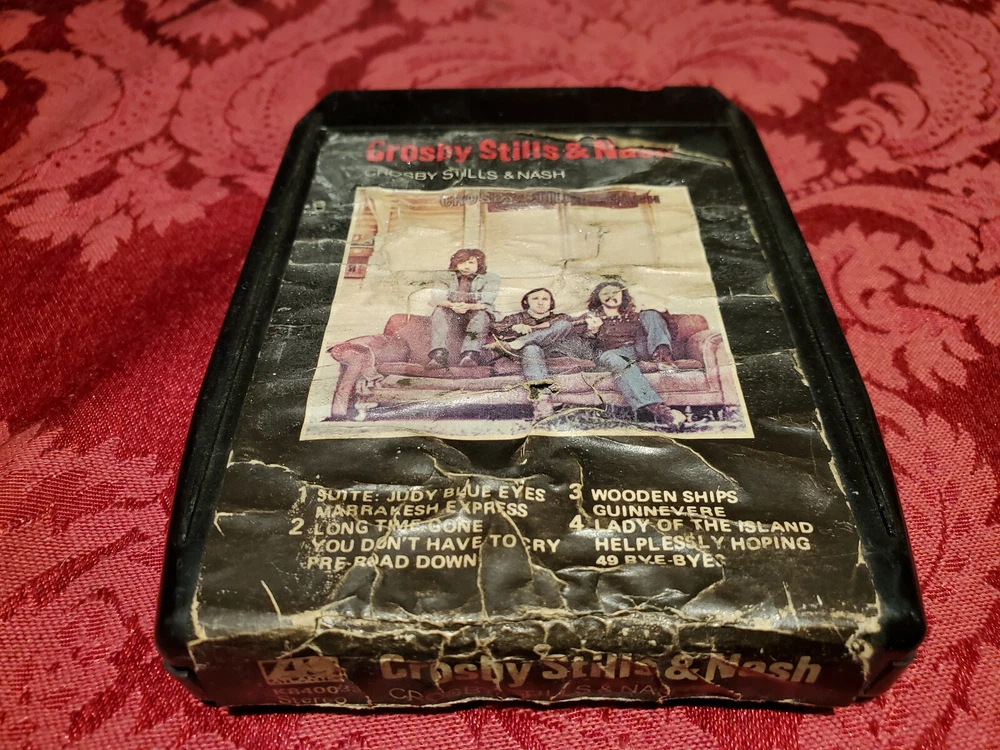 Crosby Stills & Nash
CROSBY STILLS & NASH
CROSBY
1 SUITE: JUDY BLUE EYES
MARRAKESH EXPRESS
2 LONG TIME GONE
YOU DON'T HAVE TO CRY
PRE-ROAD DOWN
3 WOODEN SHIPS
GUINNEVERE
4 LADY OF THE ISLAND
HELPLESSLY HOPING
49 BYE-BYES
Crosby Stills & Nash